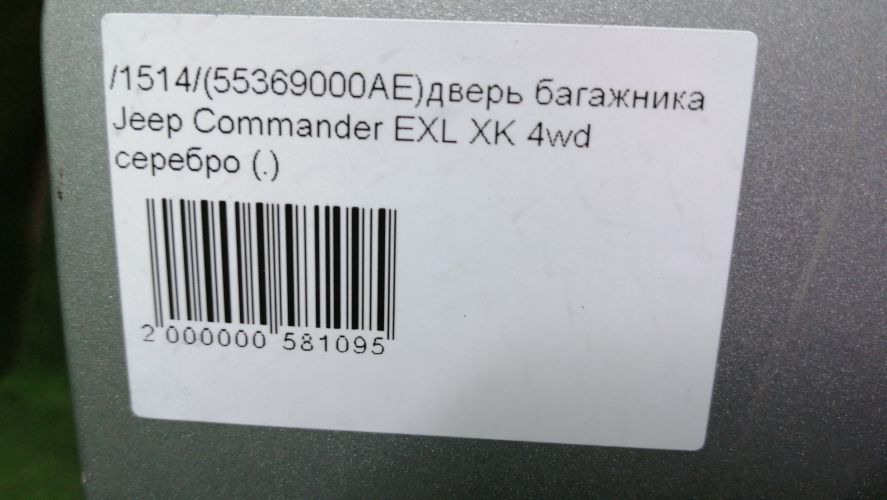 /1514/(55369000AE)дверь багажника
Jeep Commander EXL XK 4wd
серебро (.)
2 000000 581095